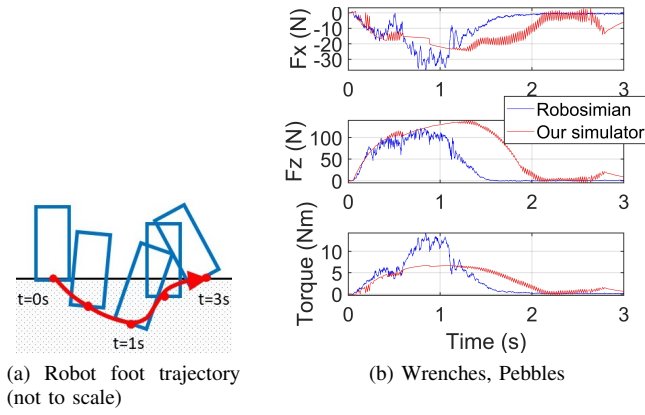 t=0s
t=1s
t=3s
(a) Robot foot trajectory
(not to scale)
Fx (N)
0
-10
-20
-30
0 1 2 3
Robosimian
Our simulator
Fz (N)
100
50
0
0 1 2 3
Torque (Nm)
10
5
0
0 1 2 3
Time (s)
(b) Wrenches, Pebbles